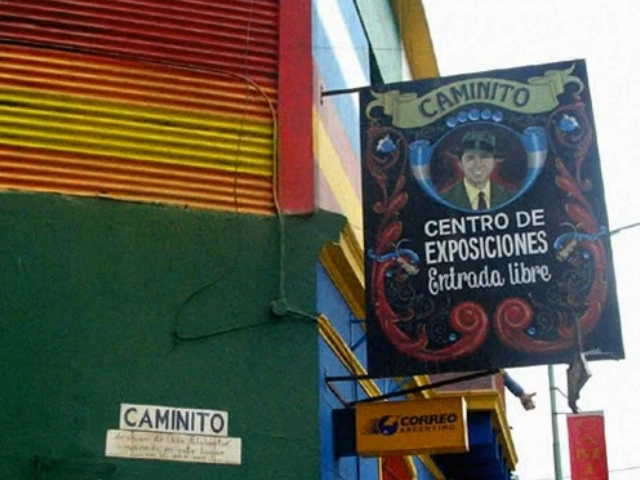 CAMINITO
CENTRO DE
EXPOSICIONES
Entrada libre
CORREO
ARGENTINO
CAMINITO